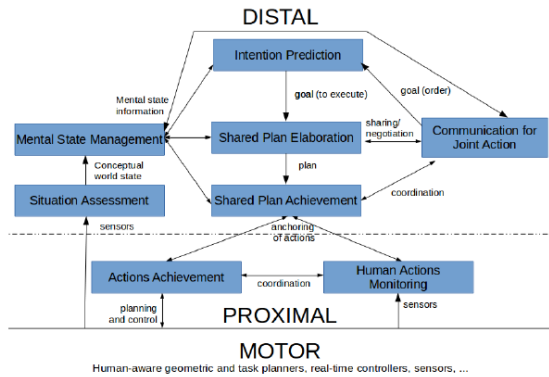 DISTAL
Intention Prediction
Mental state
information
goal (to execute)
goal (order)
Mental State Management
Shared Plan Elaboration
sharing/
negotiation
Communication for
Joint Action
Conceptual
world state
plan
Situation Assessment
Shared Plan Achievement
coordination
sensors
anchoring
of actions
Actions Achievement
coordination
Human Actions
Monitoring
planning
and control
PROXIMAL
sensors
MOTOR
Human-aware geometric and task planners, real-time controllers, sensors, ...